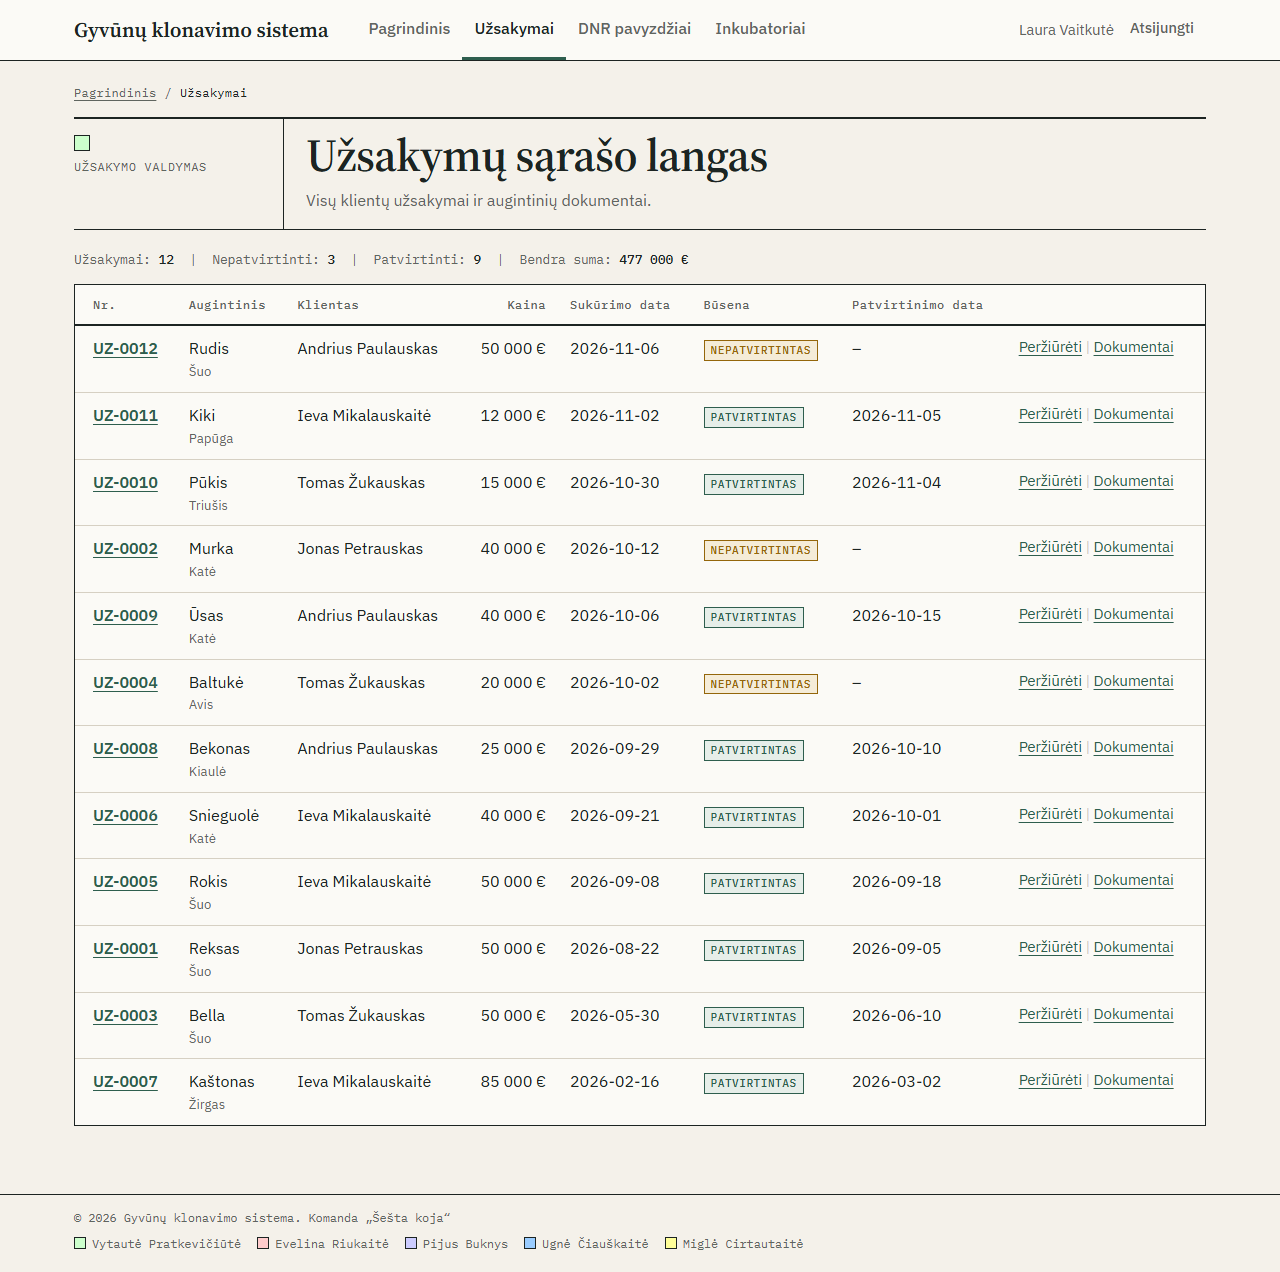 Gyvūnų klonavimo sistema Pagrindinis Užsakymai DNR pavyzdžiai Inkubatoriai Laura Vaitkutė Atsijungti
Pagrindinis / Užsakymai
UŽSAKYMO VALDYMAS
Užsakymų sąrašo langas
Visų klientų užsakymai ir augintinių dokumentai.
Užsakymai: 12 | Nepatvirtinti: 3 | Patvirtinti: 9 | Bendra suma: 477 000 €
Nr. Augintinis Klientas Kaina Sukūrimo data Būsena Patvirtinimo data
UZ-0012 Rudis Andrius Paulauskas 50 000 € 2026-11-06 NEPATVIRTINTAS – Peržiūrėti | Dokumentai
Šuo
UZ-0011 Kiki Ieva Mikalauskaitė 12 000 € 2026-11-02 PATVIRTINTAS 2026-11-05 Peržiūrėti | Dokumentai
Papūga
UZ-0010 Pūkis Tomas Žukauskas 15 000 € 2026-10-30 PATVIRTINTAS 2026-11-04 Peržiūrėti | Dokumentai
Triušis
UZ-0002 Murka Jonas Petrauskas 40 000 € 2026-10-12 NEPATVIRTINTAS – Peržiūrėti | Dokumentai
Katė
UZ-0009 Ūsas Andrius Paulauskas 40 000 € 2026-10-06 PATVIRTINTAS 2026-10-15 Peržiūrėti | Dokumentai
Katė
UZ-0004 Baltukė Tomas Žukauskas 20 000 € 2026-10-02 NEPATVIRTINTAS – Peržiūrėti | Dokumentai
Avis
UZ-0008 Bekonas Andrius Paulauskas 25 000 € 2026-09-29 PATVIRTINTAS 2026-10-10 Peržiūrėti | Dokumentai
Kiaulė
UZ-0006 Snieguolė Ieva Mikalauskaitė 40 000 € 2026-09-21 PATVIRTINTAS 2026-10-01 Peržiūrėti | Dokumentai
Katė
UZ-0005 Rokis Ieva Mikalauskaitė 50 000 € 2026-09-08 PATVIRTINTAS 2026-09-18 Peržiūrėti | Dokumentai
Šuo
UZ-0001 Reksas Jonas Petrauskas 50 000 € 2026-08-22 PATVIRTINTAS 2026-09-05 Peržiūrėti | Dokumentai
Šuo
UZ-0003 Bella Tomas Žukauskas 50 000 € 2026-05-30 PATVIRTINTAS 2026-06-10 Peržiūrėti | Dokumentai
Šuo
UZ-0007 Kaštonas Ieva Mikalauskaitė 85 000 € 2026-02-16 PATVIRTINTAS 2026-03-02 Peržiūrėti | Dokumentai
Žirgas
© 2026 Gyvūnų klonavimo sistema. Komanda „Šešta koja“
Vytautė Pratkevičiūtė Evelina Riukaitė Pijus Buknys Ugnė Čiauškaitė Miglė Cirtautaitė